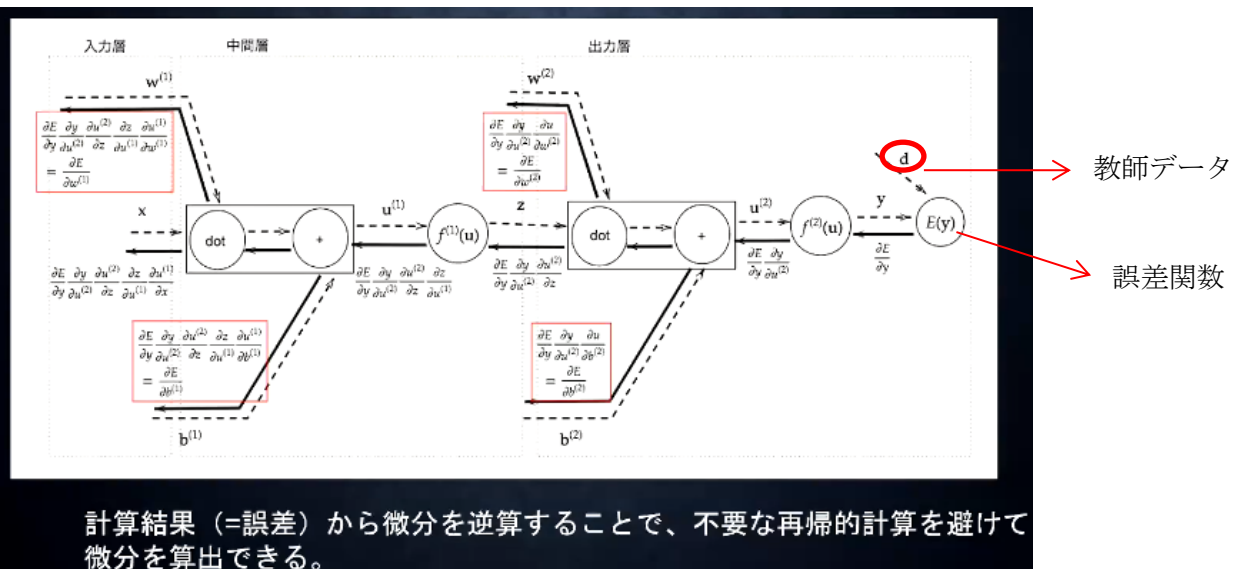 入力層
中間層
出力層
w^(1)
w^(2)
∂E/∂y ∂y/∂u^(2) ∂u^(2)/∂z ∂z/∂u^(1) ∂u^(1)/∂w^(1)
= ∂E/∂w^(1)
∂E/∂y ∂y/∂u^(2) ∂u/∂w^(2)
= ∂E/∂w^(2)
d
教師データ
x
dot
+
u^(1)
f^(1)(u)
z
dot
+
u^(2)
f^(2)(u)
y
E(y)
∂E/∂y ∂y/∂u^(2) ∂u^(2)/∂z ∂z/∂u^(1) ∂u^(1)/∂x
∂E/∂y ∂y/∂u^(2) ∂u^(2)/∂z ∂z/∂u^(1)
∂E/∂y ∂y/∂u^(2) ∂u^(2)/∂z
∂E/∂y ∂y/∂u^(2)
∂E/∂y
誤差関数
∂E/∂y ∂y/∂u^(2) ∂u^(2)/∂z ∂z/∂u^(1) ∂u^(1)/∂b^(1)
= ∂E/∂b^(1)
∂E/∂y ∂y/∂u^(2) ∂u/∂b^(2)
= ∂E/∂b^(2)
b^(1)
b^(2)
計算結果（=誤差）から微分を逆算することで、不要な再帰的計算を避けて
微分を算出できる。